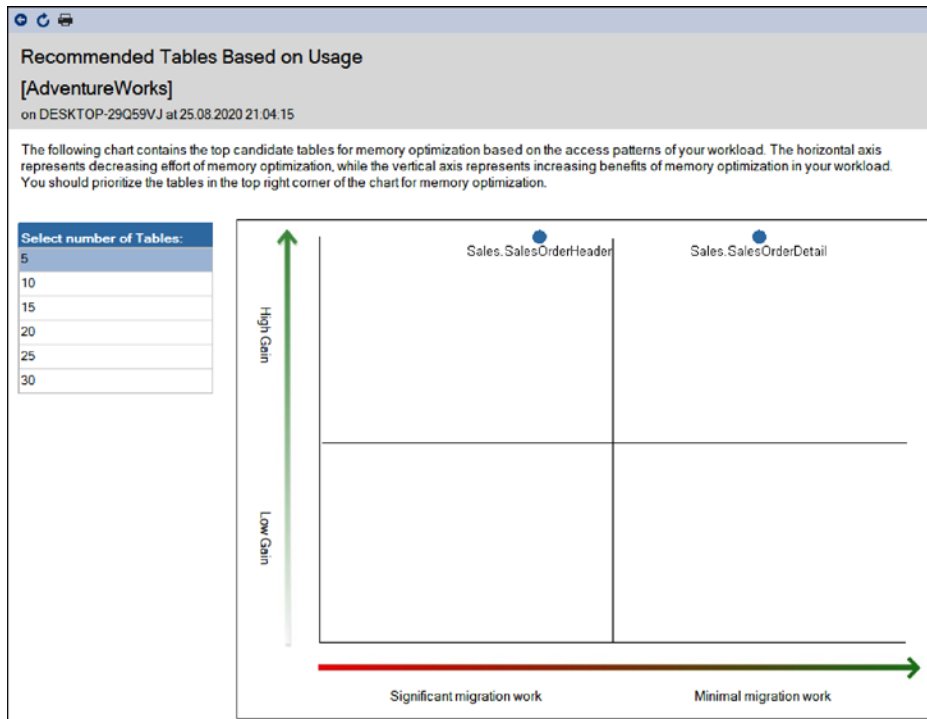 Recommended Tables Based on Usage
[AdventureWorks]
on DESKTOP-29Q59VJ at 25.08.2020 21:04:15
The following chart contains the top candidate tables for memory optimization based on the access patterns of your workload. The horizontal axis
represents decreasing effort of memory optimization, while the vertical axis represents increasing benefits of memory optimization in your workload.
You should prioritize the tables in the top right corner of the chart for memory optimization.
Select number of Tables:
5
10
15
20
25
30
Sales.SalesOrderHeader
Sales.SalesOrderDetail
High Gain
Low Gain
Significant migration work
Minimal migration work